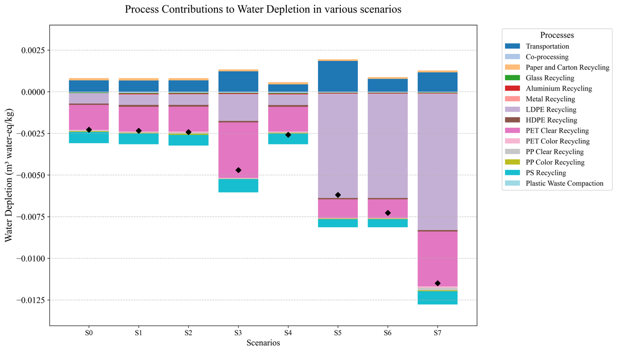 Process Contributions to Water Depletion in various scenarios
Water Depletion (m³ water-eq/kg)
0.0025
0.0000
−0.0025
−0.0050
−0.0075
−0.0100
−0.0125
S0 S1 S2 S3 S4 S5 S6 S7
Scenarios
Processes
Transportation
Co-processing
Paper and Carton Recycling
Glass Recycling
Aluminium Recycling
Metal Recycling
LDPE Recycling
HDPE Recycling
PET Clear Recycling
PET Color Recycling
PP Clear Recycling
PP Color Recycling
PS Recycling
Plastic Waste Compaction